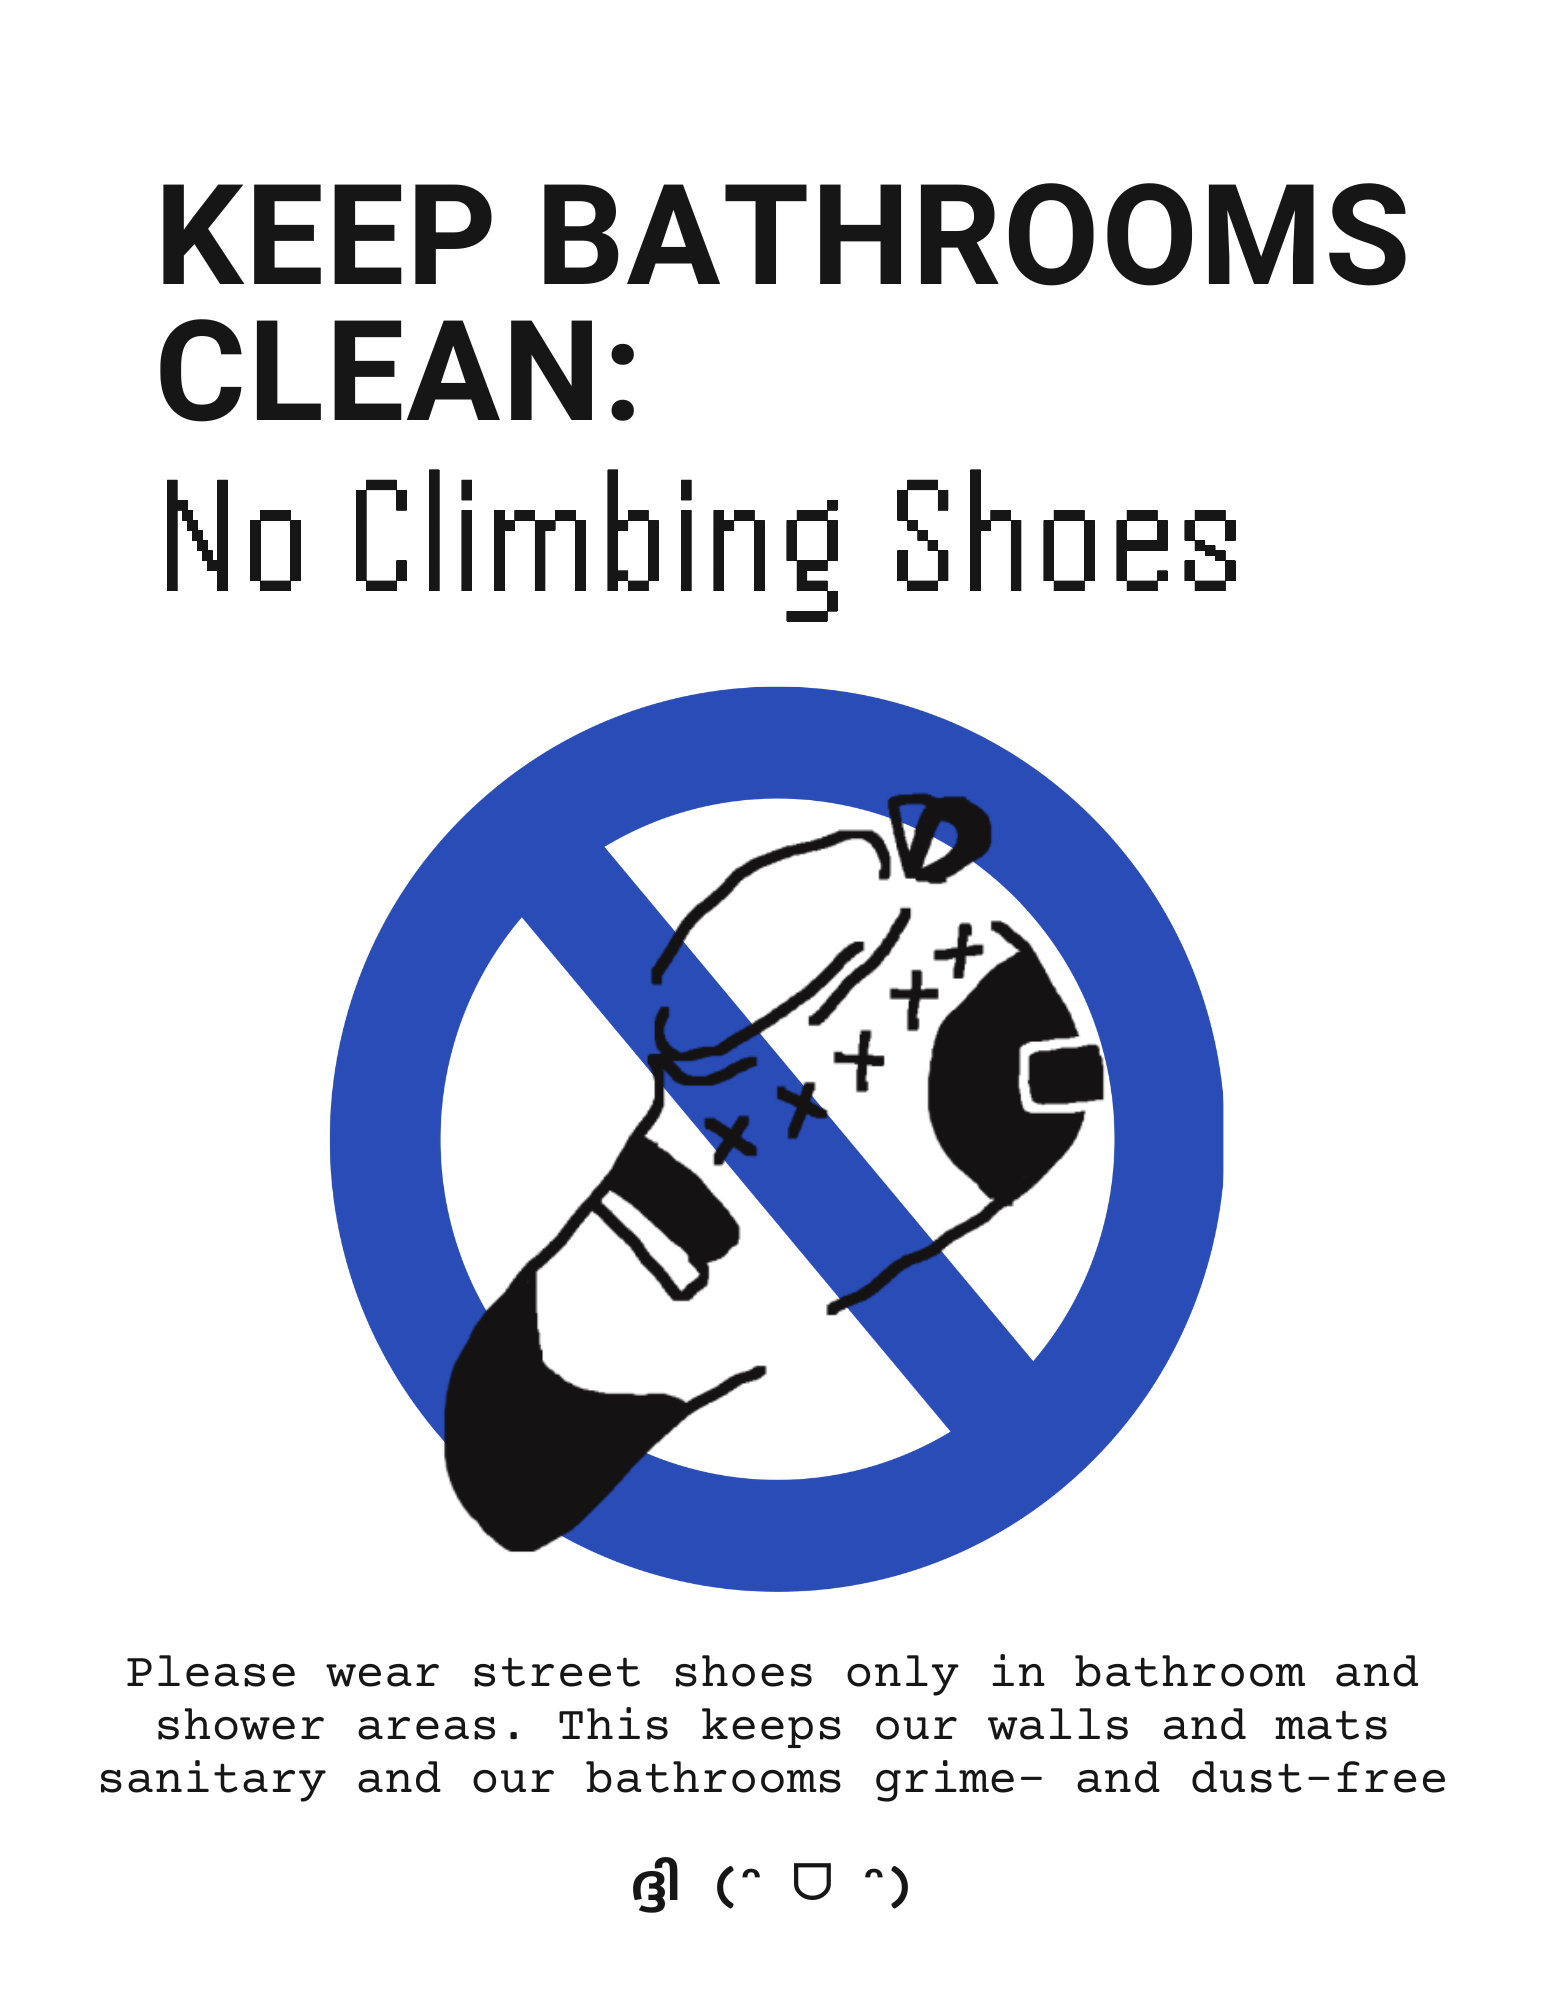 KEEP BATHROOMS
CLEAN:
No Climbing Shoes
Please wear street shoes only in bathroom and
shower areas. This keeps our walls and mats
sanitary and our bathrooms grime- and dust-free
ദ്ദി (ᵔ ᗜ ᵔ)